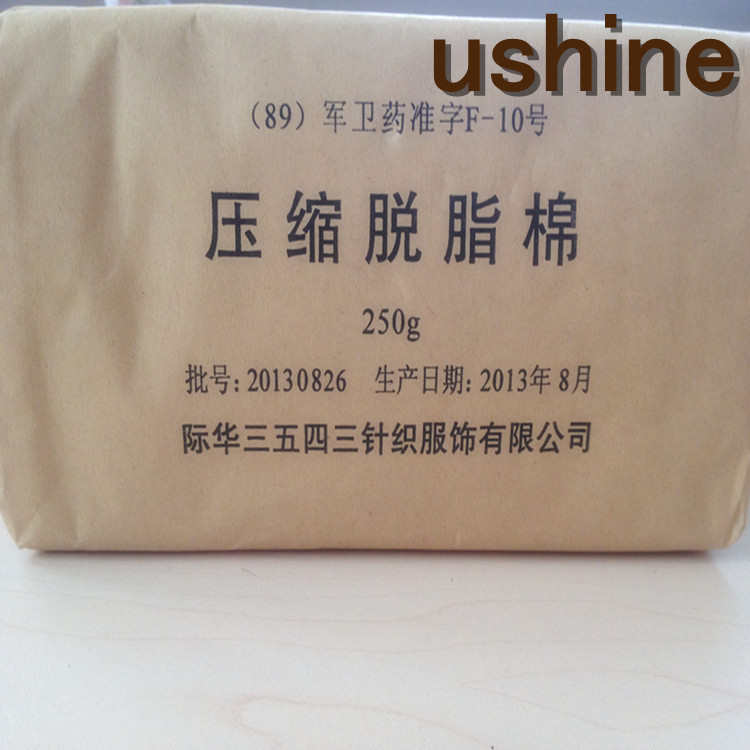 ushine
（89）军卫药准字F-10号
压缩脱脂棉
250g
批号: 20130826 生产日期: 2013年8月
际华三五四三针织服饰有限公司